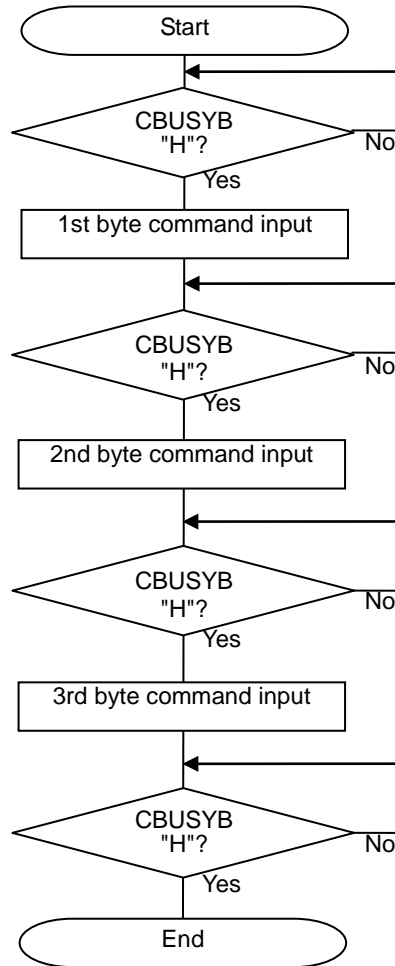 Start
CBUSYB
"H"?
No
Yes
1st byte command input
CBUSYB
"H"?
No
Yes
2nd byte command input
CBUSYB
"H"?
No
Yes
3rd byte command input
CBUSYB
"H"?
No
Yes
End